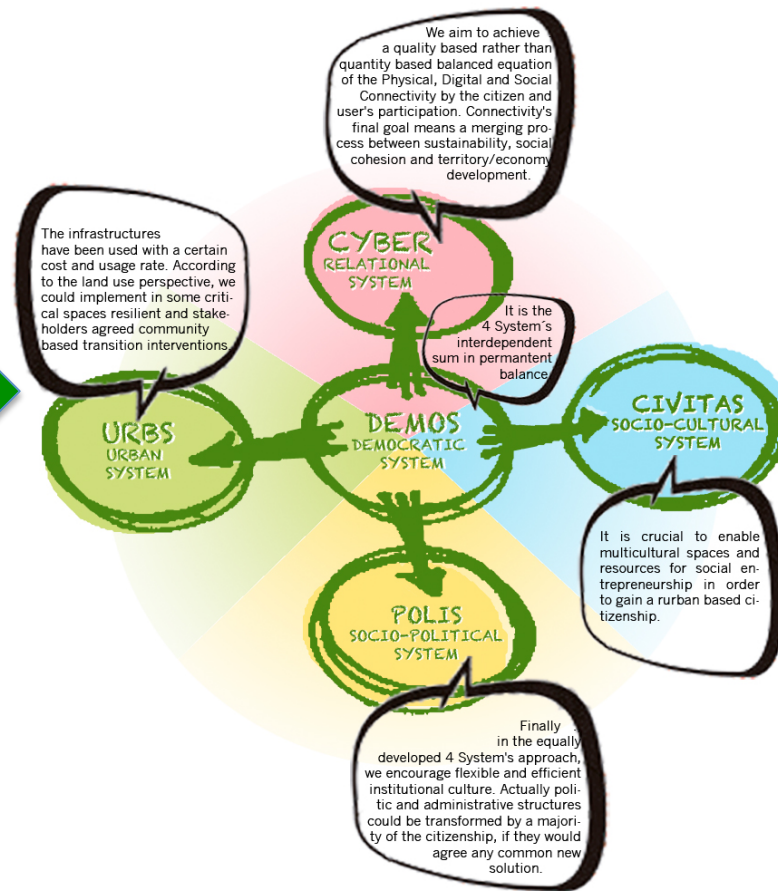 We aim to achieve
a quality based rather than
quantity based balanced equation
of the Physical, Digital and Social
Connectivity by the citizen and
user's participation. Connectivity's
final goal means a merging pro-
cess between sustainability, social
cohesion and territory/economy
development.
The infrastructures
have been used with a certain
cost and usage rate. According
to the land use perspective, we
could implement in some criti-
cal spaces resilient and stake-
holders agreed community
based transition interventions.
CYBER
RELATIONAL
SYSTEM
It is the
4 System´s
interdependent
sum in permantent
balance.
URBS
URBAN
SYSTEM
DEMOS
DEMOCRATIC
SYSTEM
CIVITAS
SOCIO-CULTURAL
SYSTEM
It is crucial to enable
multicultural spaces and
resources for social en-
trepreneurship in order
to gain a rurban based ci-
tizenship.
POLIS
SOCIO-POLITICAL
SYSTEM
Finally :
in the equally
developed 4 System's approach,
we encourage flexible and efficient
institutional culture. Actually poli-
tic and administrative structures
could be transformed by a majori-
ty of the citizenship, if they would
agree any common new
solution.